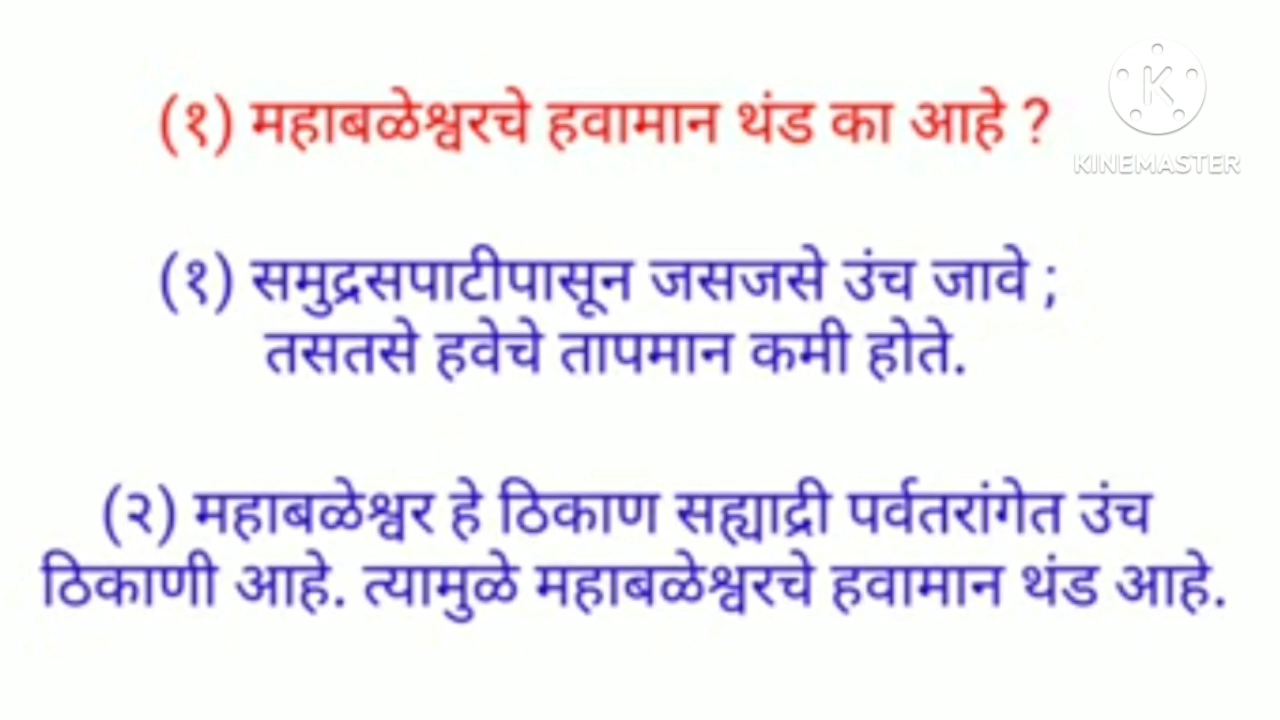 (१) महाबळेश्वरचे हवामान थंड का आहे ?
KINEMASTER
(१) समुद्रसपाटीपासून जसजसे उंच जावे ;
तसतसे हवेचे तापमान कमी होते.
(२) महाबळेश्वर हे ठिकाण सह्याद्री पर्वतरांगेत उंच
ठिकाणी आहे. त्यामुळे महाबळेश्वरचे हवामान थंड आहे.